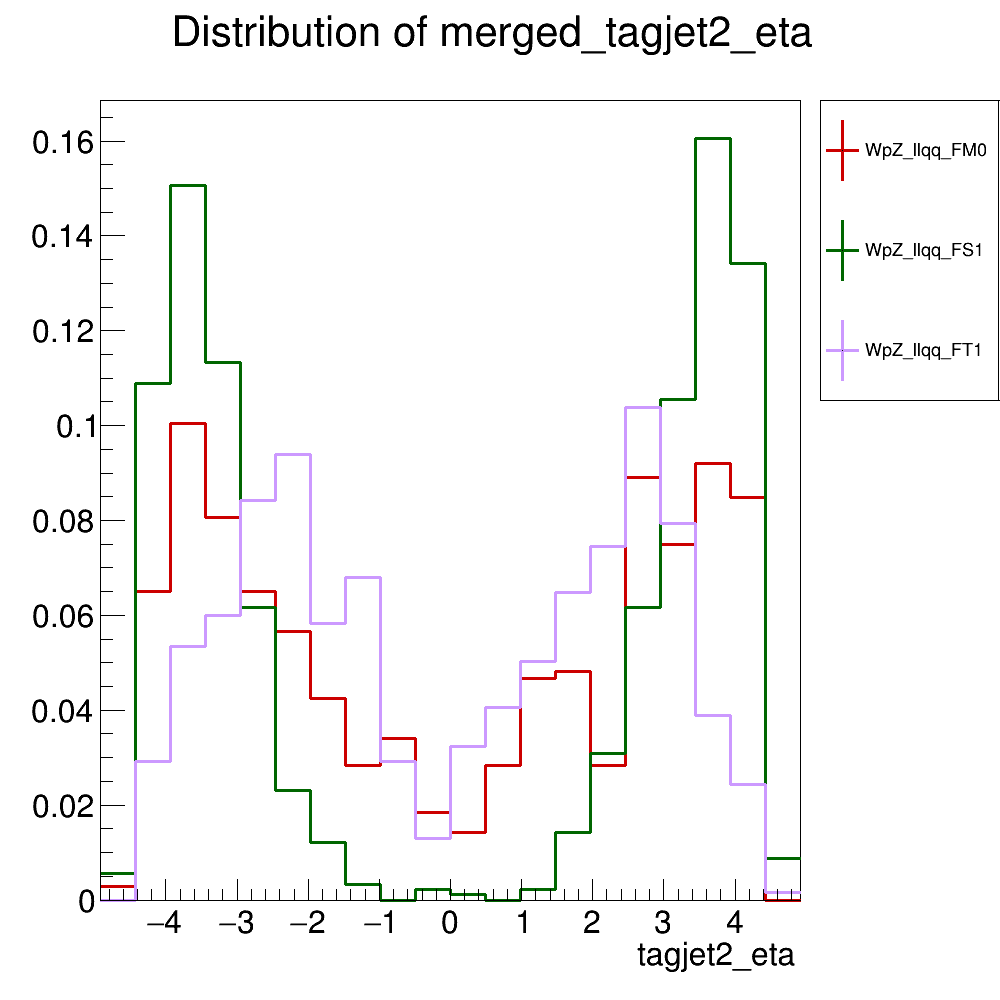 Distribution of merged_tagjet2_eta
WpZ_llqq_FM0
WpZ_llqq_FS1
WpZ_llqq_FT1
0.16
0.14
0.12
0.1
0.08
0.06
0.04
0.02
0
−4 −3 −2 −1 0 1 2 3 4
tagjet2_eta